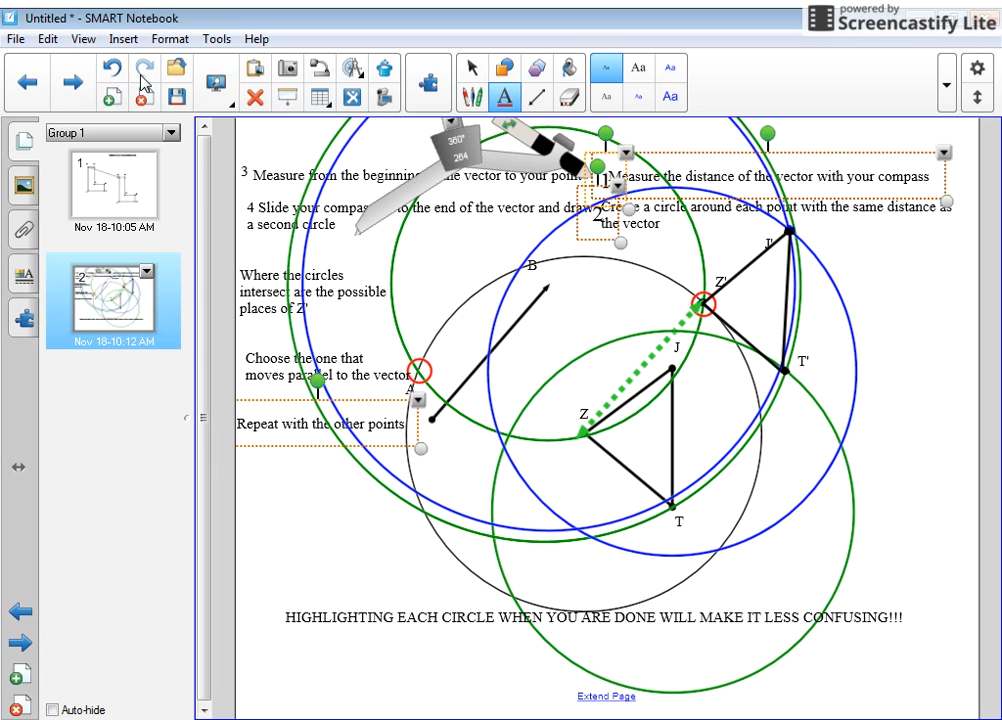 Untitled * - SMART Notebook
powered by
Screencastify Lite
File Edit View Insert Format Tools Help
Aa Aa Aa
Aa Aa Aa
Group 1
1
Nov 18-10:05 AM
2
Nov 18-10:12 AM
Auto-hide
360°
264
3 Measure from the beginning of the vector to your point
1 Measure the distance of the vector with your compass
4 Slide your compass to the end of the vector and draw
a second circle
2 Create a circle around each point with the same distance as
the vector
Where the circles
intersect are the possible
places of Z'
Choose the one that
moves parallel to the vector
Repeat with the other points
B
A
J'
Z'
J
T'
Z
T
HIGHLIGHTING EACH CIRCLE WHEN YOU ARE DONE WILL MAKE IT LESS CONFUSING!!!
Extend Page